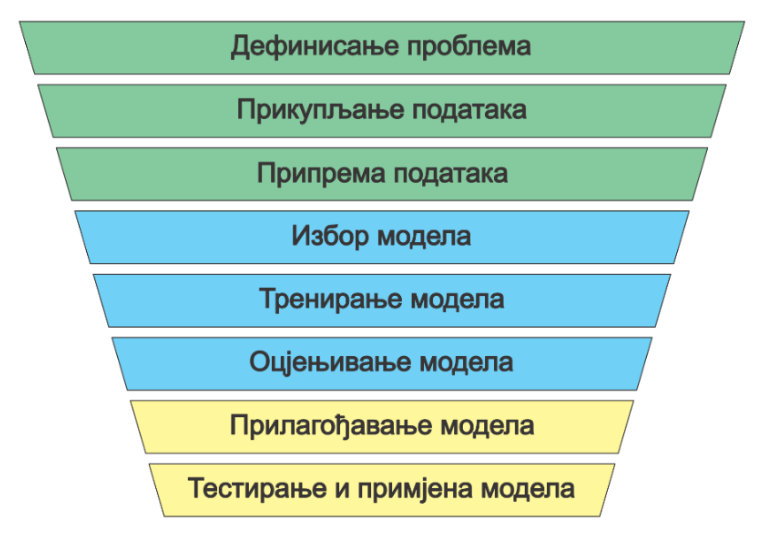 Дефинисање проблема
Прикупљање података
Припрема података
Избор модела
Тренирање модела
Оцјењивање модела
Прилагођавање модела
Тестирање и примјена модела